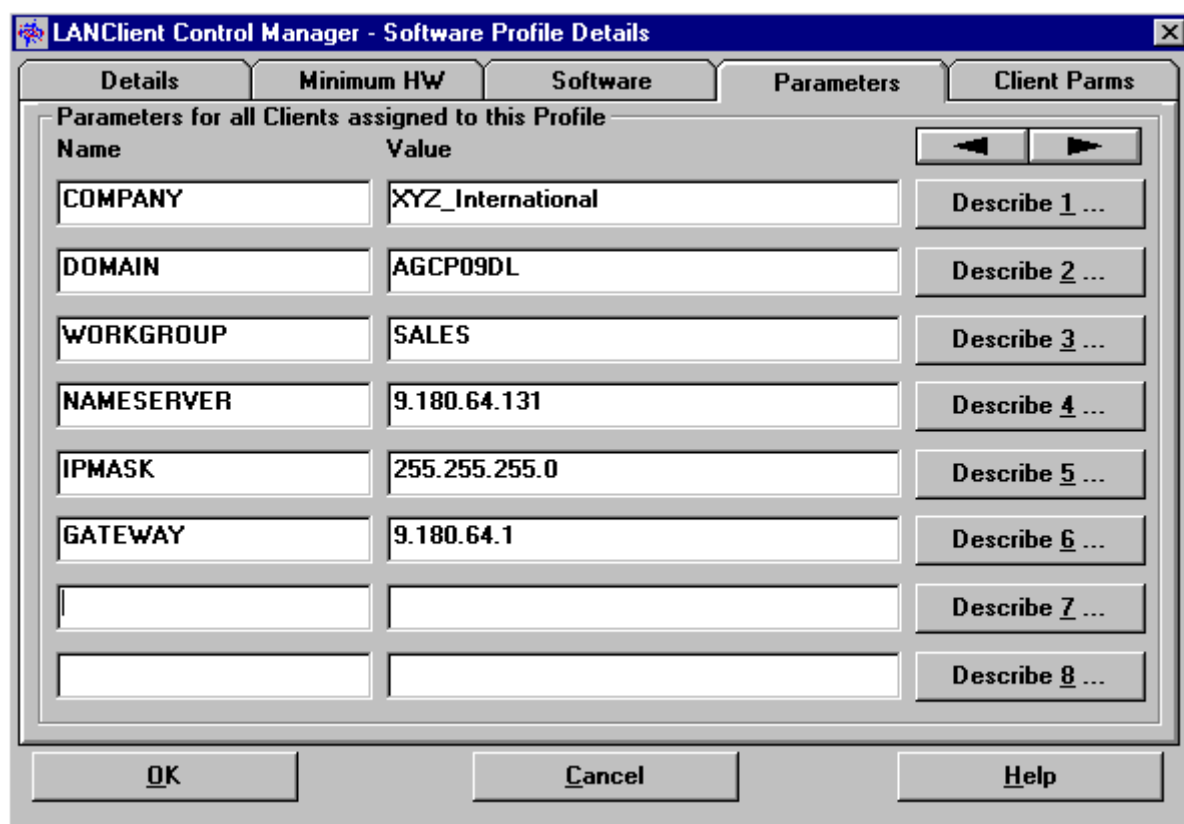 LANClient Control Manager - Software Profile Details
Details Minimum HW Software Parameters Client Parms
Parameters for all Clients assigned to this Profile
Name Value
COMPANY XYZ_International Describe 1 ...
DOMAIN AGCP09DL Describe 2 ...
WORKGROUP SALES Describe 3 ...
NAMESERVER 9.180.64.131 Describe 4 ...
IPMASK 255.255.255.0 Describe 5 ...
GATEWAY 9.180.64.1 Describe 6 ...
Describe 7 ...
Describe 8 ...
OK Cancel Help